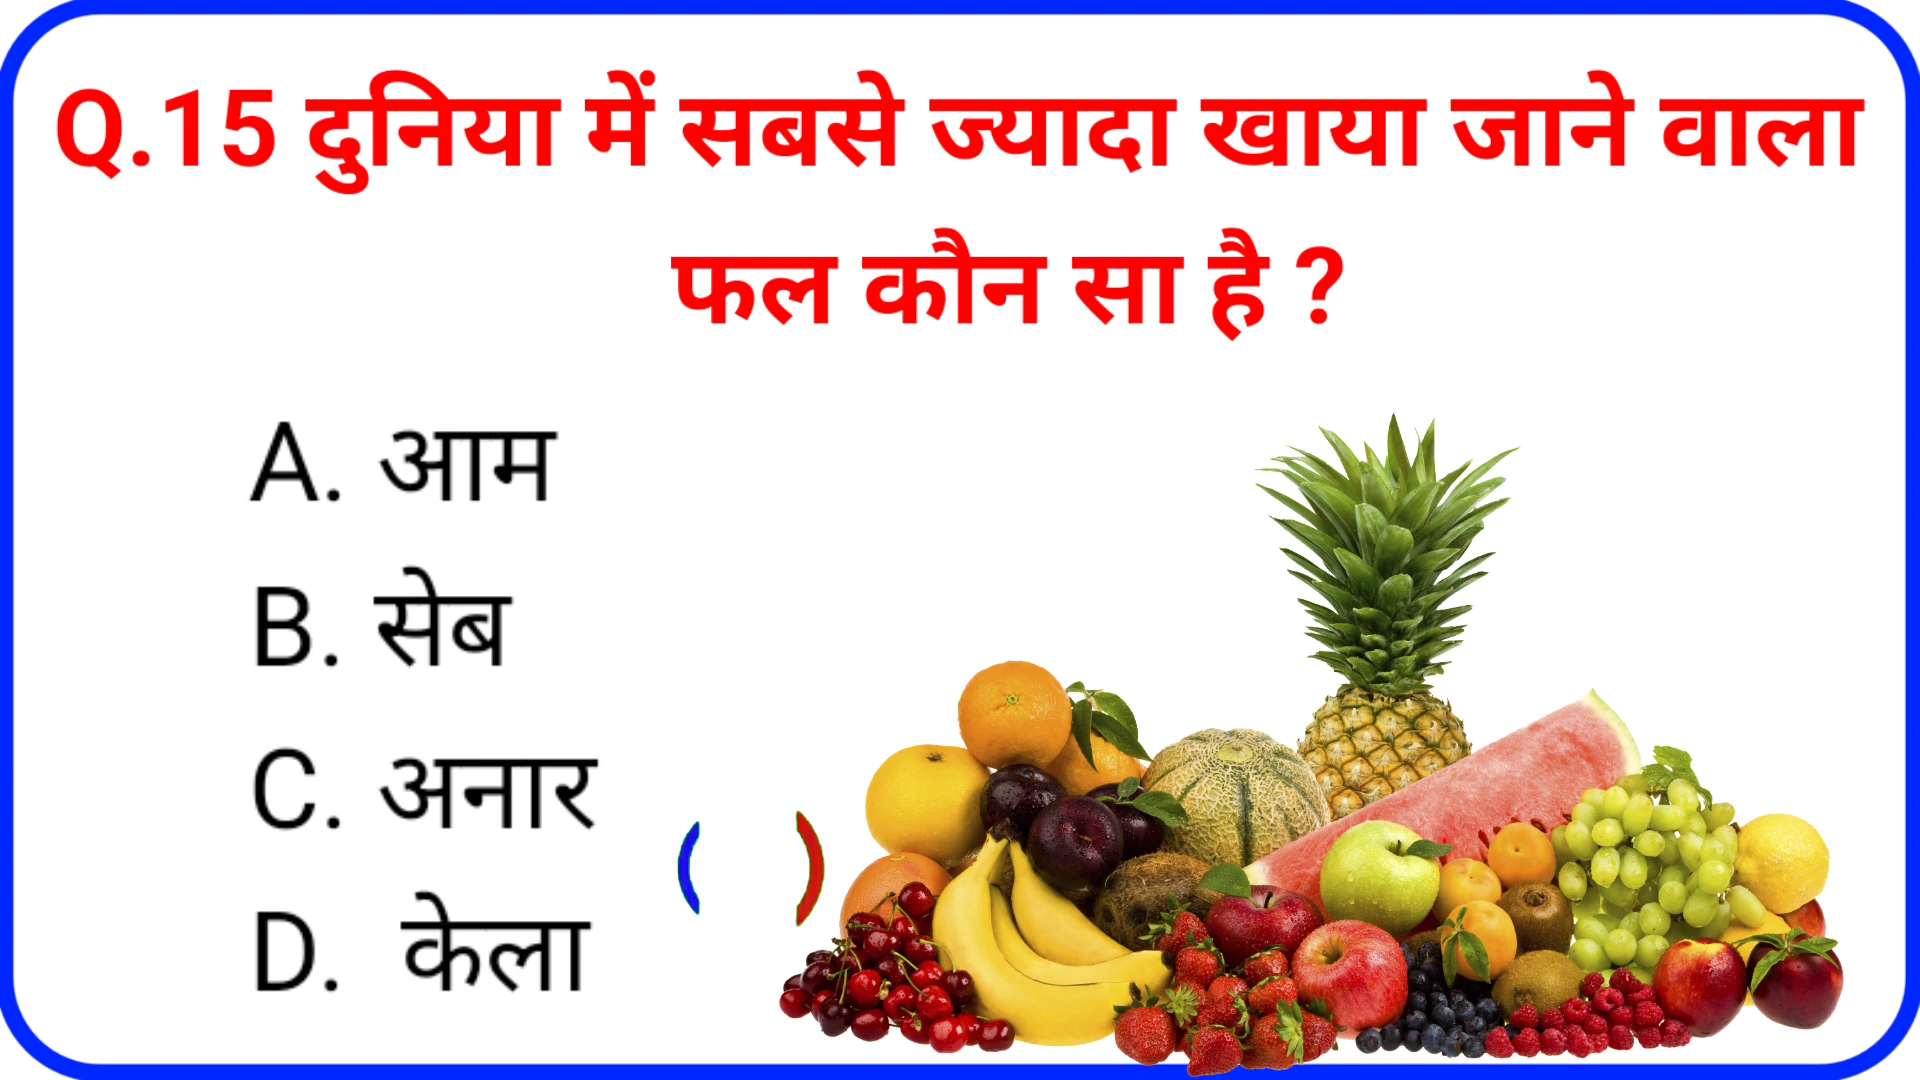 Q.15 दुनिया में सबसे ज्यादा खाया जाने वाला
फल कौन सा है ?
A. आम
B. सेब
C. अनार
( )
D. केला